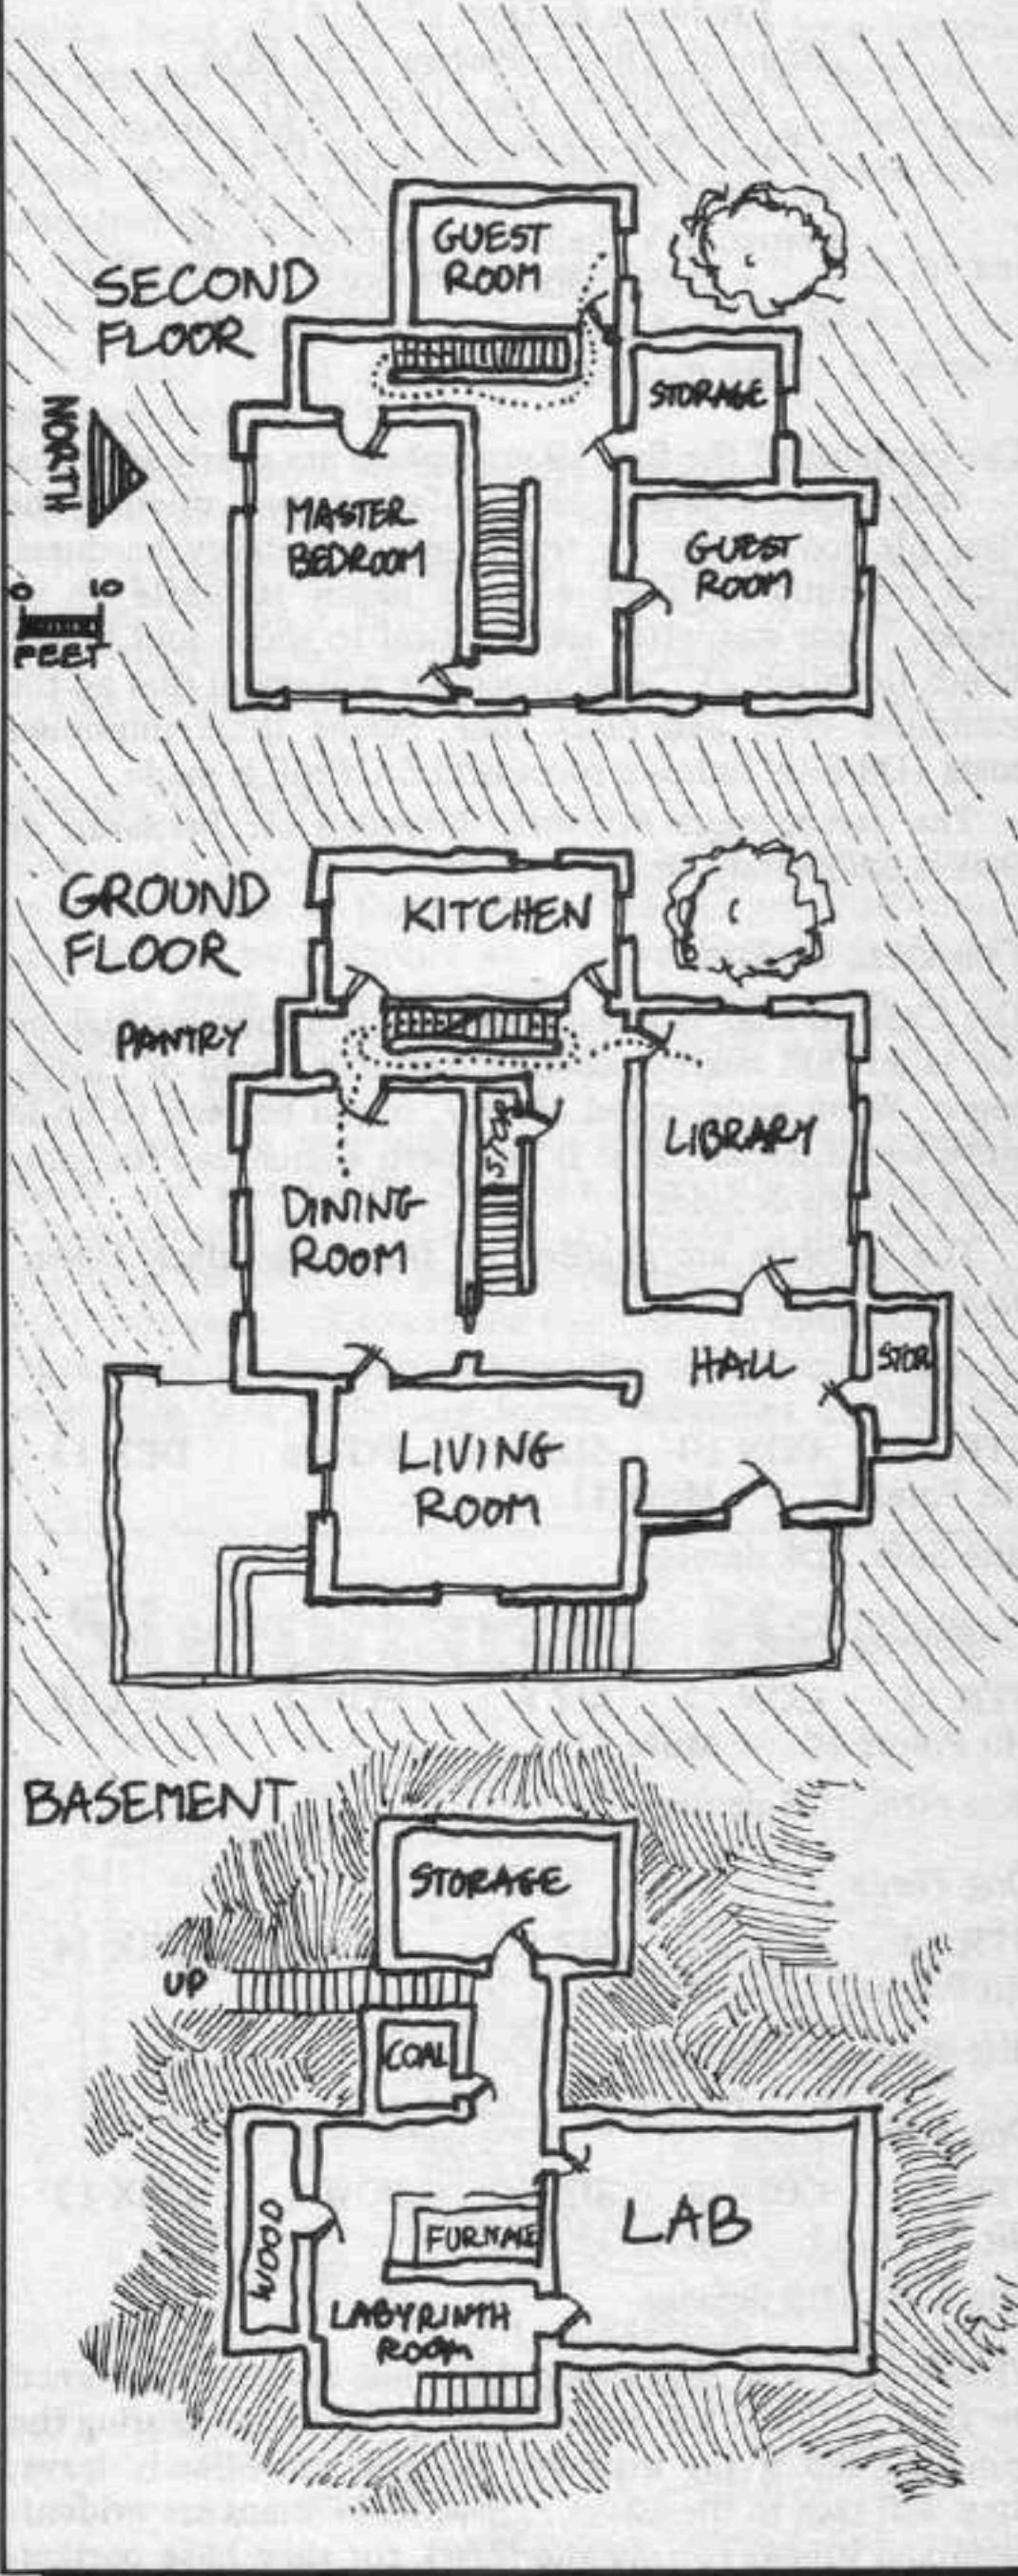 SECOND
FLOOR
GUEST
ROOM
STORAGE
NORTH
MASTER
BEDROOM
GUEST
ROOM
0 10
FEET
GROUND
FLOOR
KITCHEN
PANTRY
LIBRARY
DINING
ROOM
HALL
STOR
LIVING
ROOM
BASEMENT
STORAGE
UP
COAL
WOOD
FURNACE
LAB
LABYRINTH
ROOM